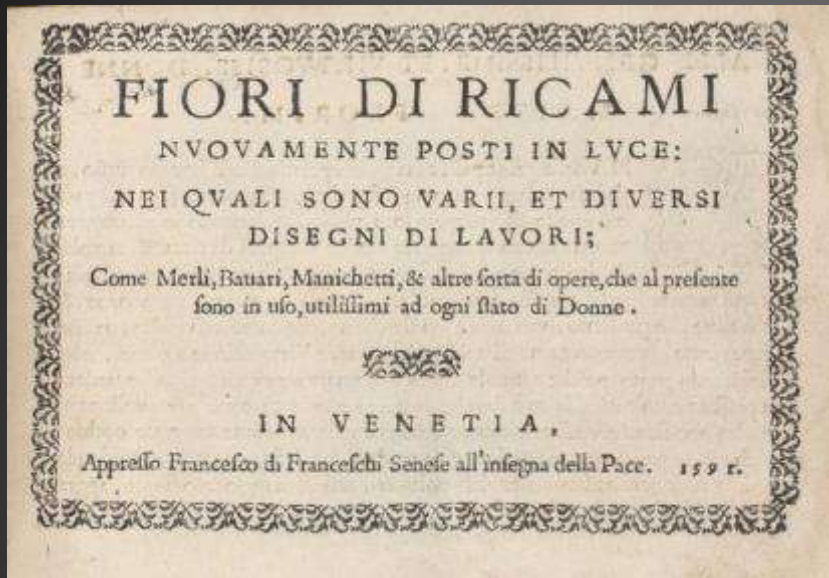 FIORI DI RICAMI
NVOVAMENTE POSTI IN LVCE:
NEI QVALI SONO VARII, ET DIVERSI
DISEGNI DI LAVORI;
Come Merli, Bauari, Manichetti, & altre ſorta di opere, che al preſente
ſono in uſo, utiliſſimi ad ogni ſtato di Donne.
IN VENETIA,
Appreſſo Franceſco di Franceſchi Seneſe all'inſegna della Pace. 1591.